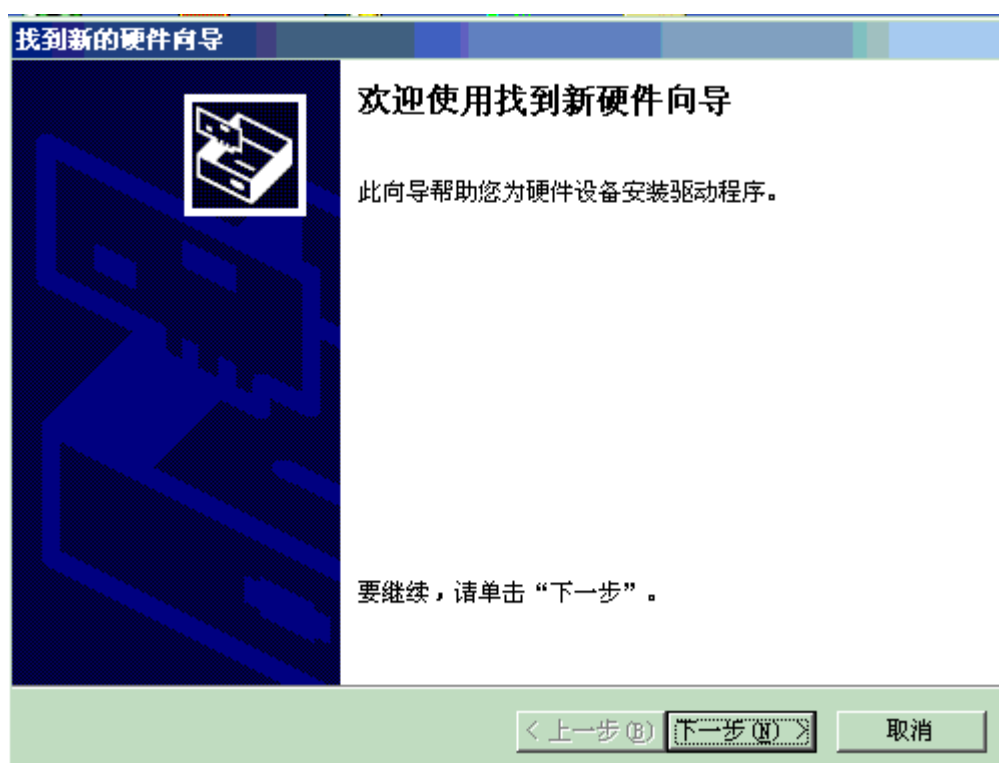 找到新的硬件向导
欢迎使用找到新硬件向导
此向导帮助您为硬件设备安装驱动程序。
要继续，请单击“下一步”。
< 上一步(B) 下一步(N) > 取消